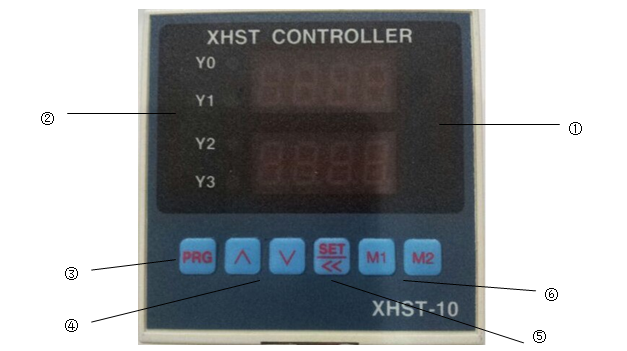 XHST CONTROLLER
Y0
Y1
②
①
Y2
Y3
PRG ∧ ∨ SET
<< M1 M2
③
⑥
XHST-10
④
⑤